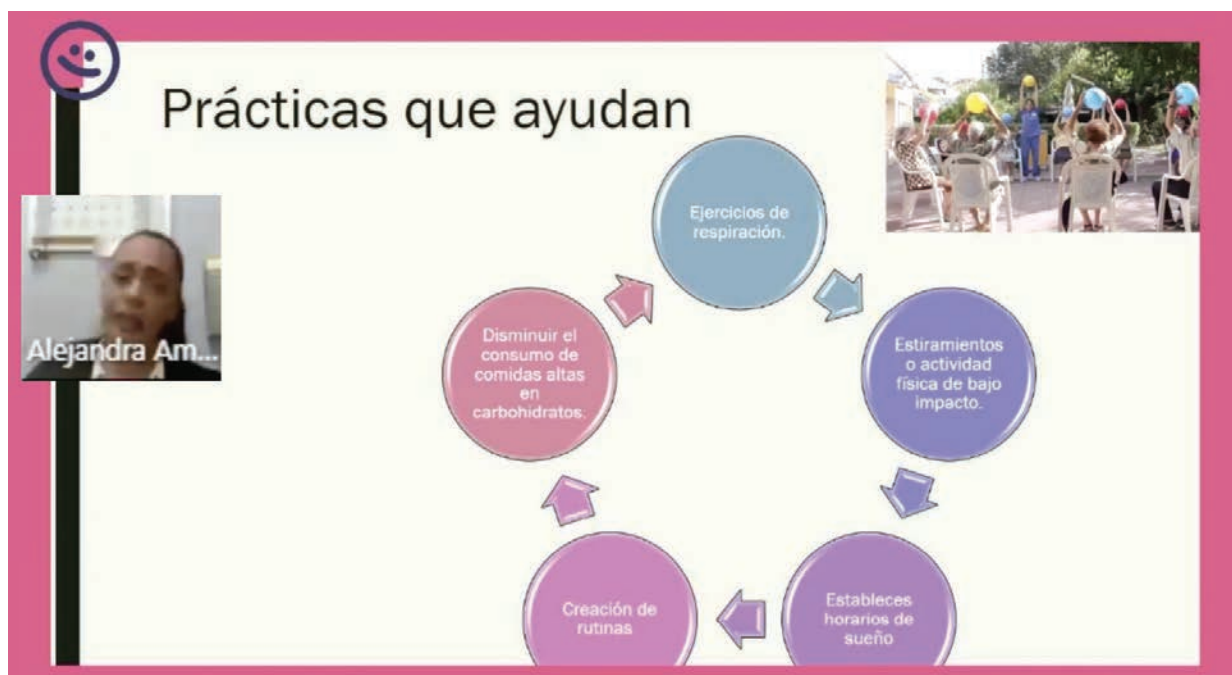 Prácticas que ayudan
Ejercicios de
respiración.
Estiramientos
o actividad
física de bajo
impacto.
Estableces
horarios de
sueño
Creación de
rutinas
Disminuir el
consumo de
comidas altas
en
carbohidratos.
Alejandra Am...